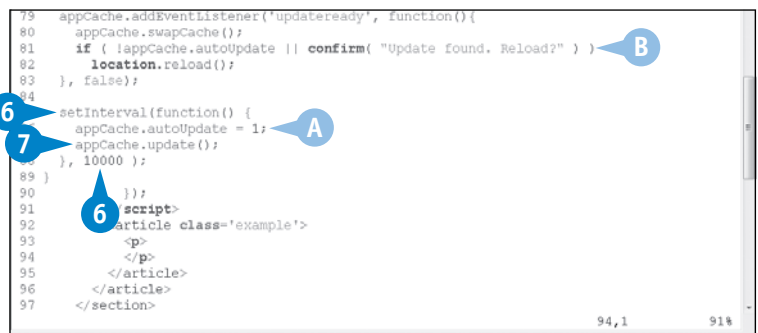 79 appCache.addEventListener('updateready', function(){
80 appCache.swapCache();
81 if ( !appCache.autoUpdate || confirm( "Update found. Reload?" ) ) B
82 location.reload();
83 }, false);
94
6 setInterval(function() {
appCache.autoUpdate = 1; A
7 appCache.update();
}, 10000 );
89 }
90 });
91 script>
6
92 article class='example'>
93 <p>
94 </p>
95 </article>
96 </article>
97 </section>
94,1 91%